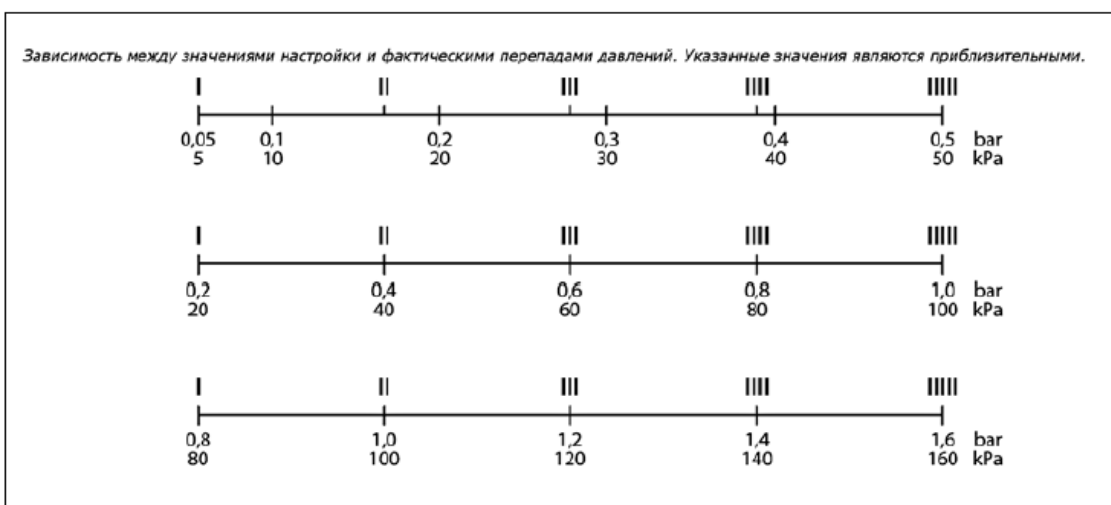 Зависимость между значениями настройки и фактическими перепадами давлений. Указанные значения являются приблизительными.
I II III IIII IIIII
0,05 0,1 0,2 0,3 0,4 0,5 bar
5 10 20 30 40 50 kPa
I II III IIII IIIII
0,2 0,4 0,6 0,8 1,0 bar
20 40 60 80 100 kPa
I II III IIII IIIII
0,8 1,0 1,2 1,4 1,6 bar
80 100 120 140 160 kPa